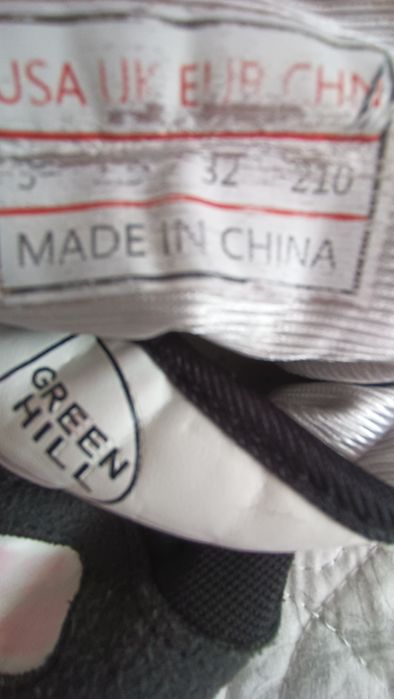 USA UK EUR CHN
32 210
MADE IN CHINA
GREEN
HILL